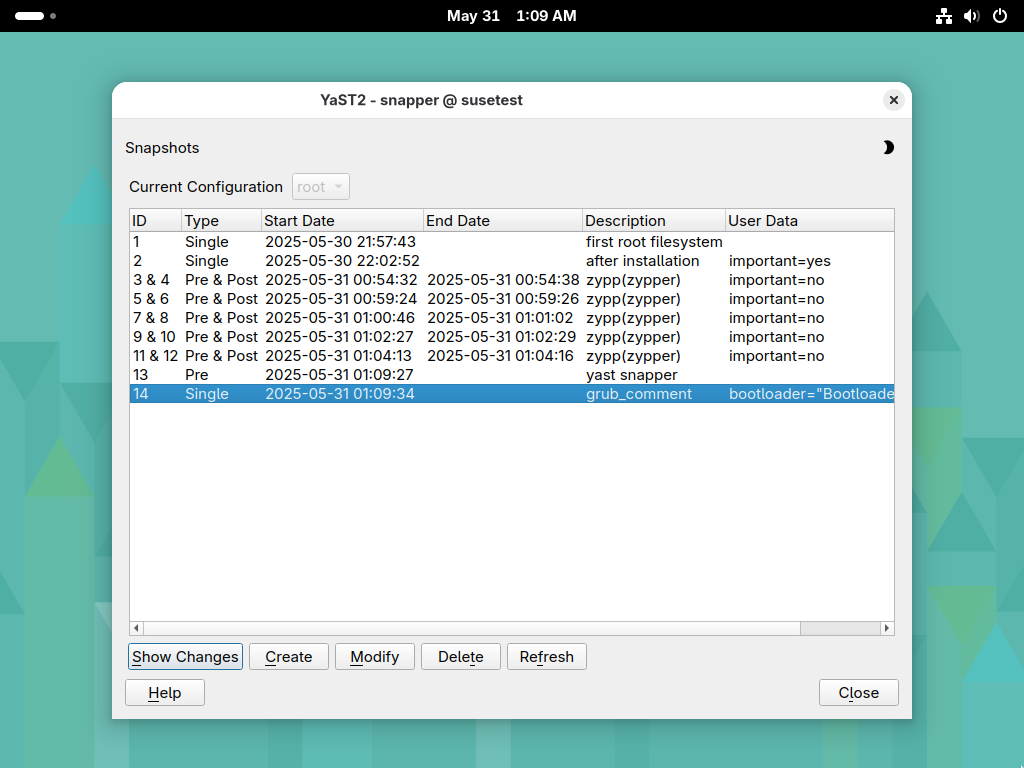 May 31 1:09 AM
YaST2 - snapper @ susetest
Snapshots
Current Configuration root
ID Type Start Date End Date Description User Data
1 Single 2025-05-30 21:57:43 first root filesystem
2 Single 2025-05-30 22:02:52 after installation important=yes
3 & 4 Pre & Post 2025-05-31 00:54:32 2025-05-31 00:54:38 zypp(zypper) important=no
5 & 6 Pre & Post 2025-05-31 00:59:24 2025-05-31 00:59:26 zypp(zypper) important=no
7 & 8 Pre & Post 2025-05-31 01:00:46 2025-05-31 01:01:02 zypp(zypper) important=no
9 & 10 Pre & Post 2025-05-31 01:02:27 2025-05-31 01:02:29 zypp(zypper) important=no
11 & 12 Pre & Post 2025-05-31 01:04:13 2025-05-31 01:04:16 zypp(zypper) important=no
13 Pre 2025-05-31 01:09:27 yast snapper
14 Single 2025-05-31 01:09:34 grub_comment bootloader="Bootloade
Show Changes Create Modify Delete Refresh
Help Close